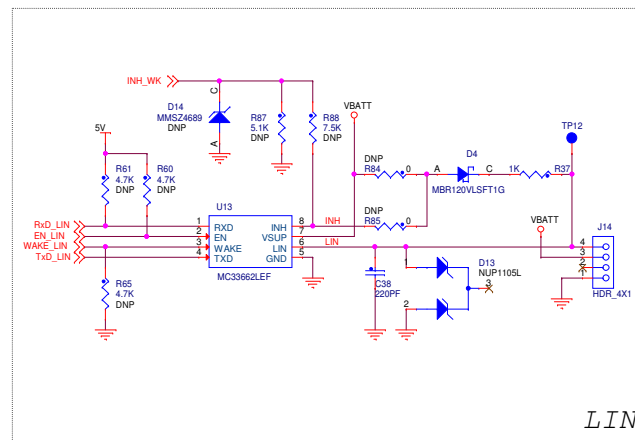 INH_WK
D14
MMSZ4689
DNP
C
A
R87
5.1K
DNP
R88
7.5K
DNP
VBATT
TP12
5V
R61
4.7K
DNP
R60
4.7K
DNP
DNP
R84
0
A
D4
C
MBR120VLSFT1G
1K
R37
U13
DNP
R85
0
VBATT
J14
RxD_LIN
EN_LIN
WAKE_LIN
TxD_LIN
1
2
3
4
RXD
EN
WAKE
TXD
INH
VSUP
LIN
GND
8
7
6
5
INH
LIN
MC33662LEF
R65
4.7K
DNP
C38
220PF
1
2
3
D13
NUP1105L
4
3
2
1
HDR_4X1
LIN